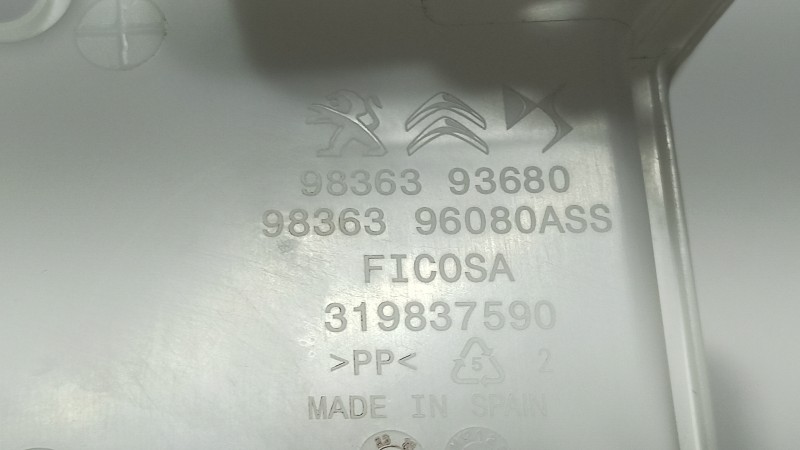 98363 93680
98363 96080ASS
FICOSA
319837590
>PP< 5 2
MADE IN SPAIN